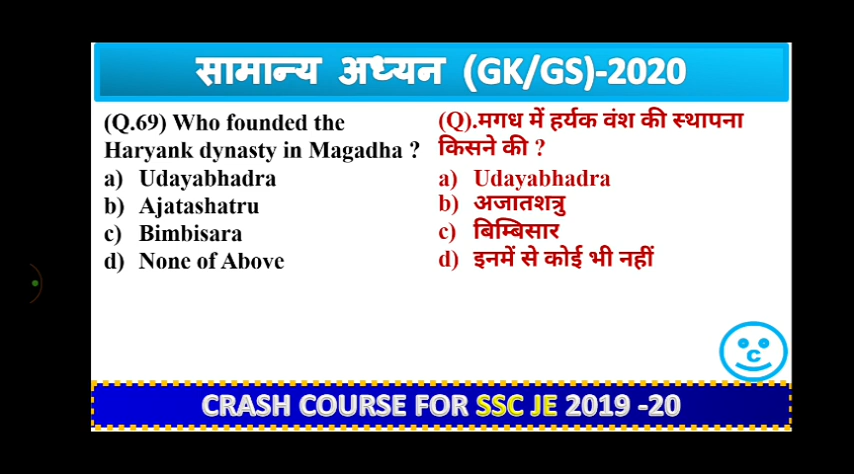 सामान्य अध्यन (GK/GS)-2020
(Q.69) Who founded the
Haryank dynasty in Magadha ?
a) Udayabhadra
b) Ajatashatru
c) Bimbisara
d) None of Above
(Q).मगध में हर्यक वंश की स्थापना
किसने की ?
a) Udayabhadra
b) अजातशत्रु
c) बिम्बिसार
d) इनमें से कोई भी नहीं
C
CRASH COURSE FOR SSC JE 2019 -20